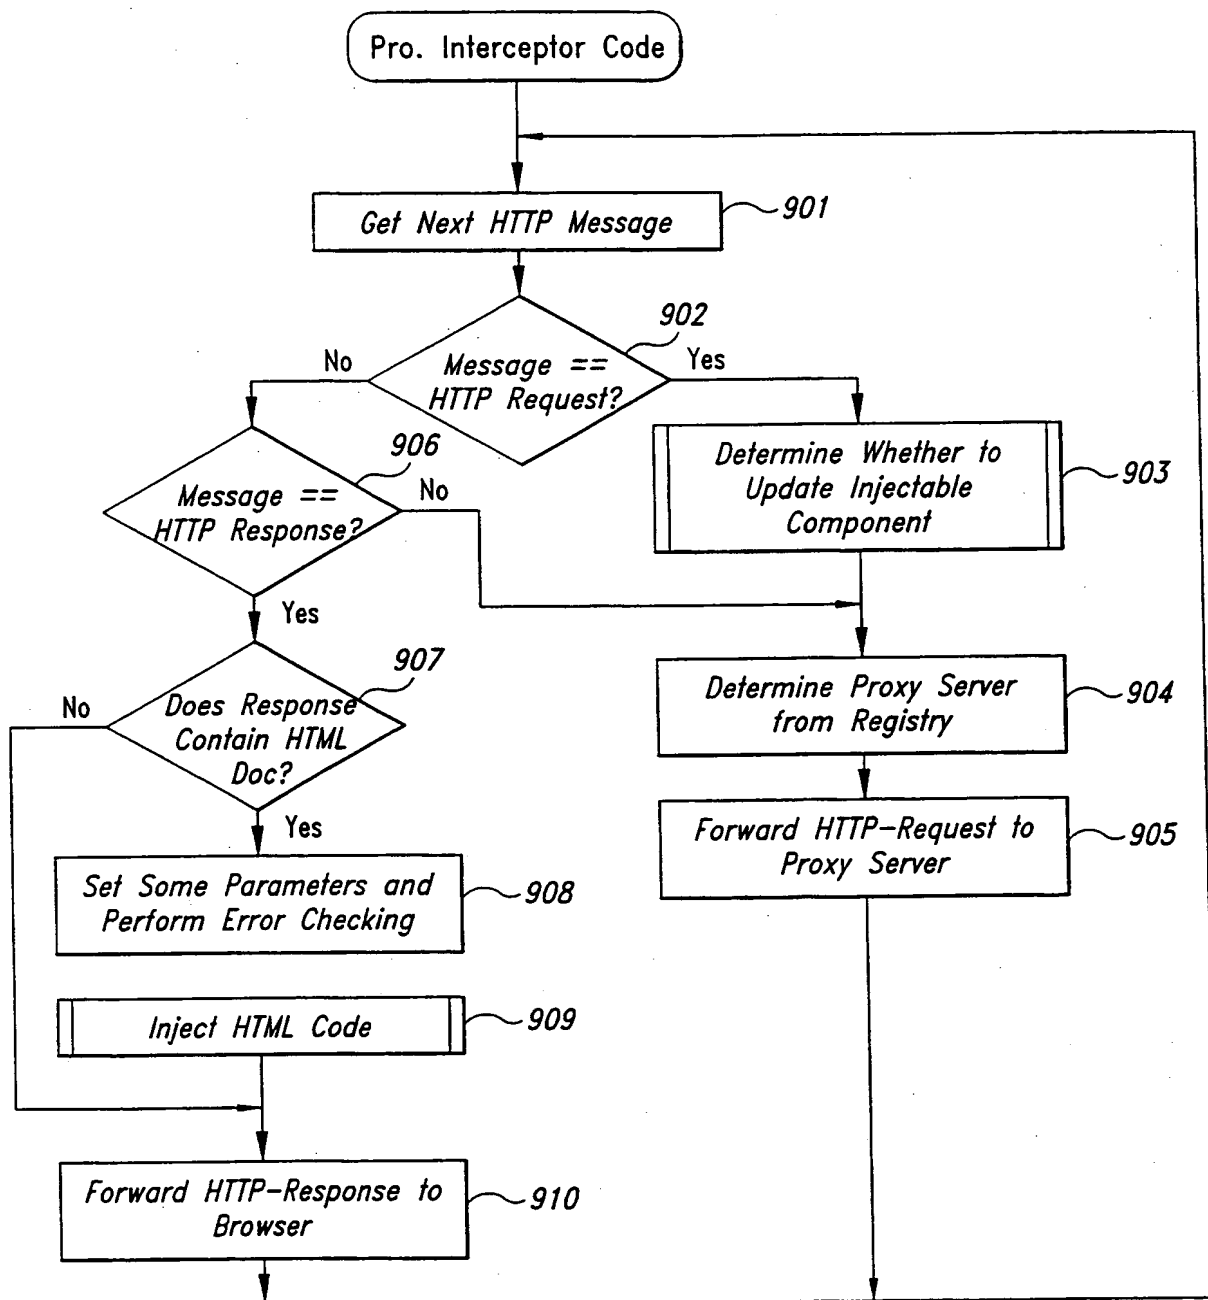 Pro. Interceptor Code
Get Next HTTP Message
901
902
Message ==
HTTP Request?
No
Yes
906
Message ==
HTTP Response?
No
Yes
Determine Whether to
Update Injectable
Component
903
907
Does Response
Contain HTML
Doc?
No
Yes
Determine Proxy Server
from Registry
904
Forward HTTP-Request to
Proxy Server
905
Set Some Parameters and
Perform Error Checking
908
Inject HTML Code
909
Forward HTTP-Response to
Browser
910